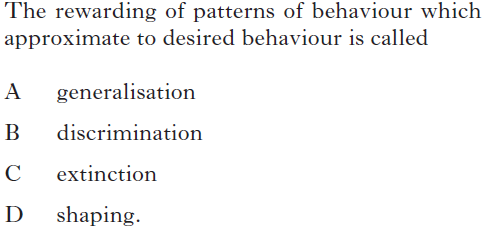 The rewarding of patterns of behaviour which
approximate to desired behaviour is called
A generalisation
B discrimination
C extinction
D shaping.